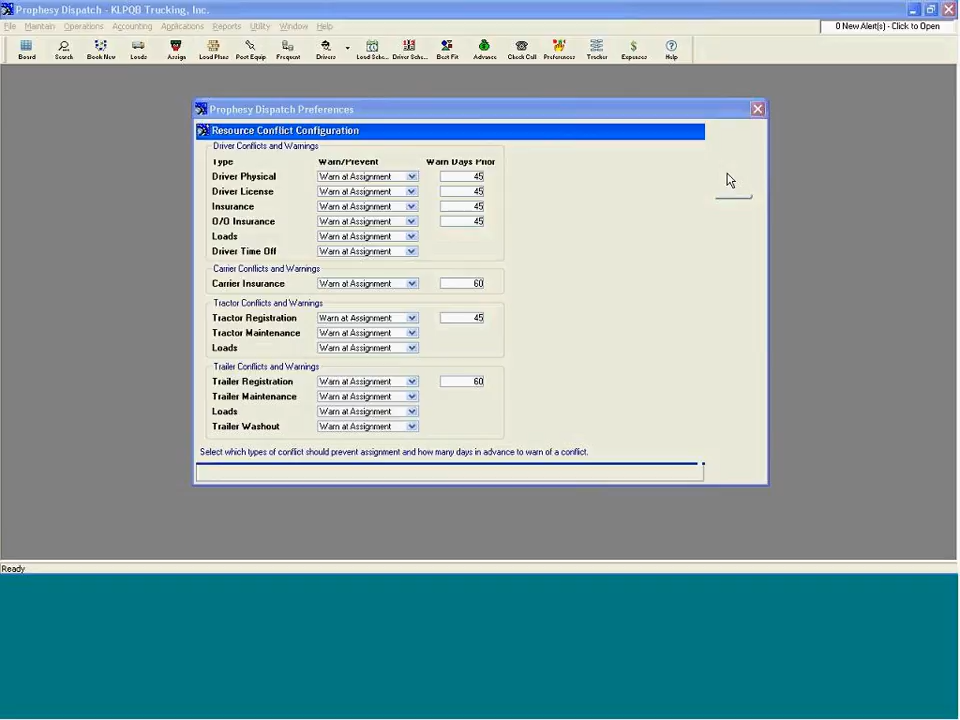 Prophesy Dispatch - KLPQB Trucking, Inc.
File Maintain Operations Accounting Applications Reports Utility Window Help
0 New Alert(s) - Click to Open
Board Search Book New Loads Assign Load Plans Post Equip Frequent Drivers Load Sche... Driver Sche... Best Fit Advance Check Call Preferences Tracker Expenses Help
Prophesy Dispatch Preferences
Resource Conflict Configuration
Driver Conflicts and Warnings
Type Warn/Prevent Warn Days Prior
Driver Physical Warn at Assignment 45
Driver License Warn at Assignment 45
Insurance Warn at Assignment 45
O/O Insurance Warn at Assignment 45
Loads Warn at Assignment
Driver Time Off Warn at Assignment
Carrier Conflicts and Warnings
Carrier Insurance Warn at Assignment 60
Tractor Conflicts and Warnings
Tractor Registration Warn at Assignment 45
Tractor Maintenance Warn at Assignment
Loads Warn at Assignment
Trailer Conflicts and Warnings
Trailer Registration Warn at Assignment 60
Trailer Maintenance Warn at Assignment
Loads Warn at Assignment
Trailer Washout Warn at Assignment
Select which types of conflict should prevent assignment and how many days in advance to warn of a conflict.
Ready